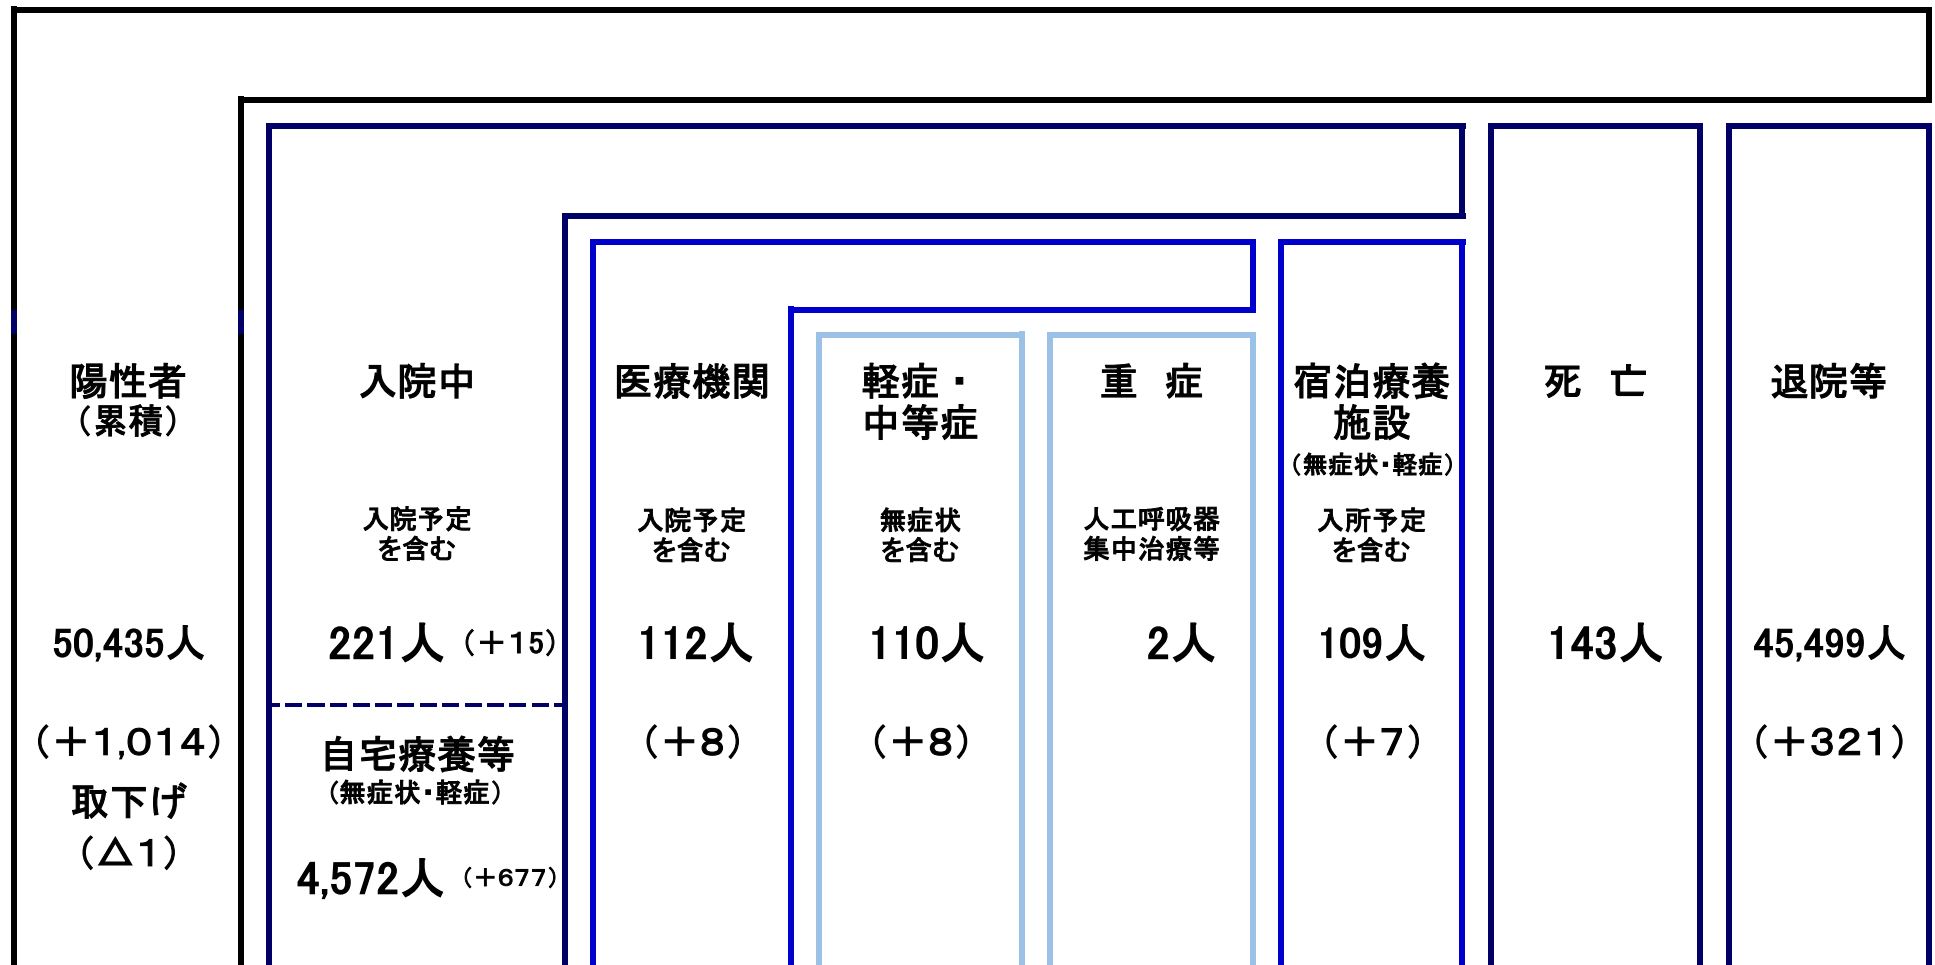 陽性者
（累積）
50,435人
（＋1,014）
取下げ
（△1）
入院中
入院予定
を含む
221人（＋15）
自宅療養等
（無症状・軽症）
4,572人（＋677）
医療機関
入院予定
を含む
112人
（＋8）
軽症・
中等症
無症状
を含む
110人
（＋8）
重 症
人工呼吸器
集中治療等
2人
宿泊療養
施設
（無症状・軽症）
入所予定
を含む
109人
（＋7）
死 亡
143人
退院等
45,499人
（＋321）